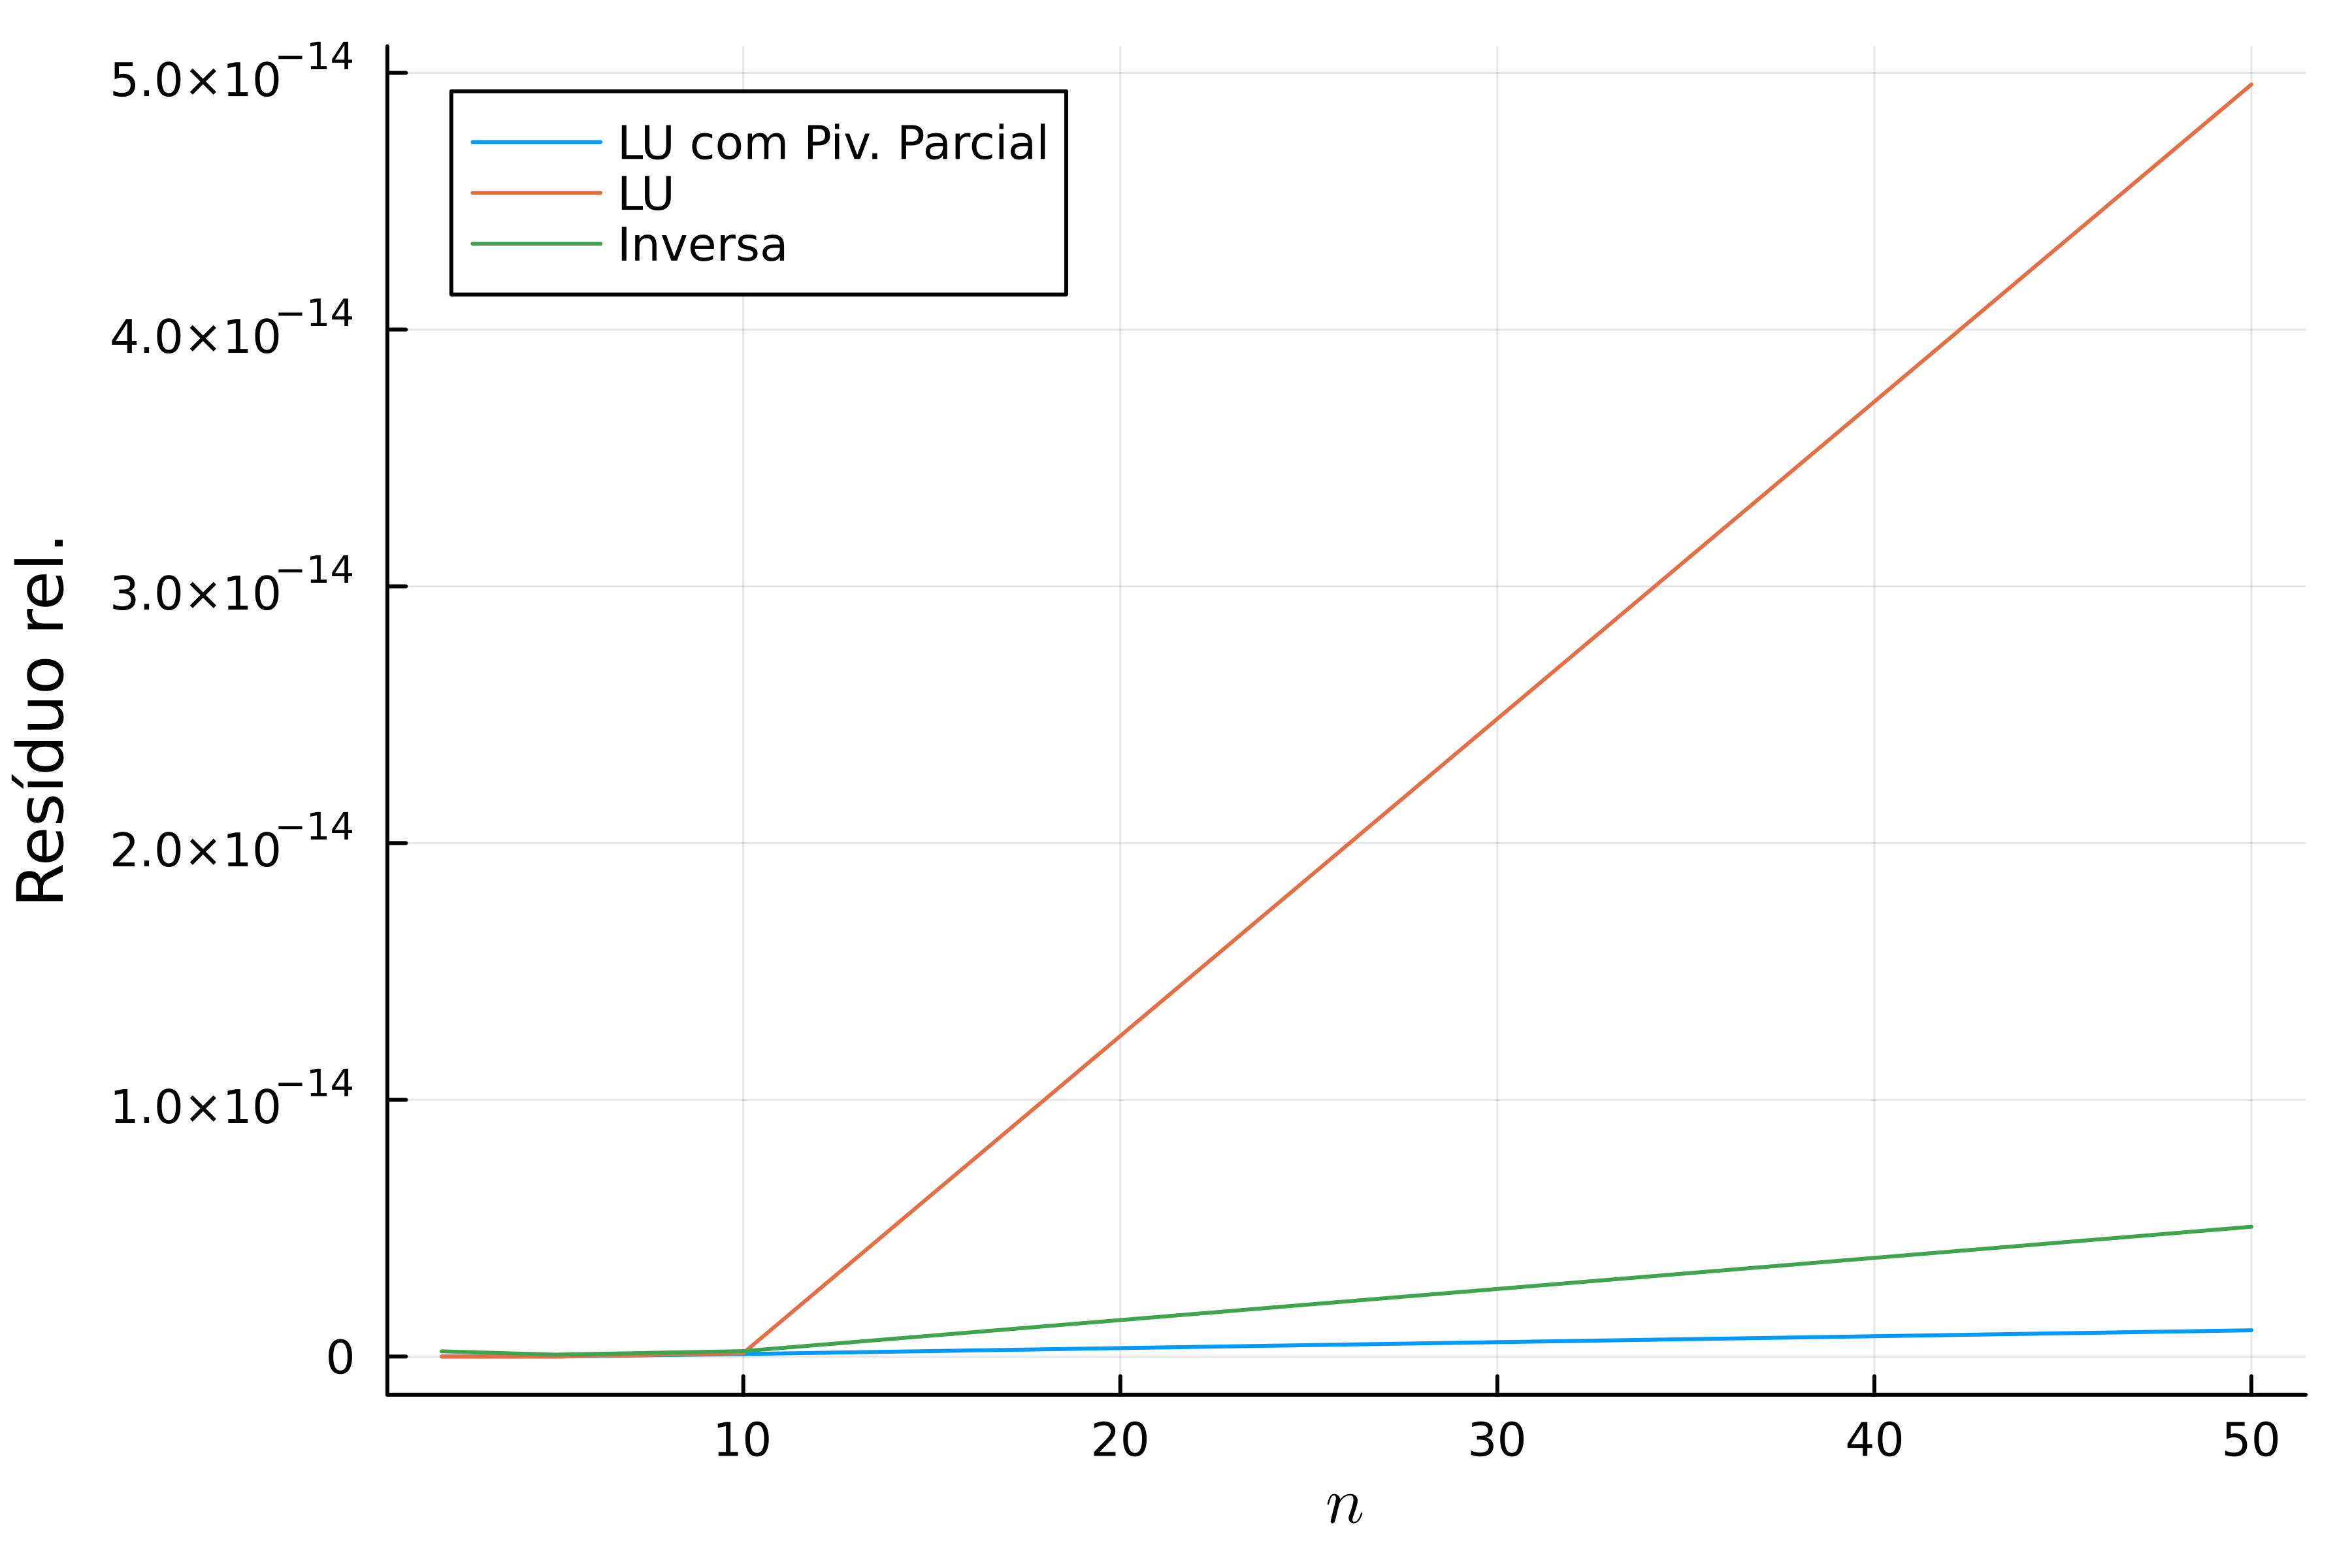 5.0×10−14
LU com Piv. Parcial
LU
Inversa
4.0×10−14
3.0×10−14
Resíduo rel.
2.0×10−14
1.0×10−14
0
10 20 30 40 50
n